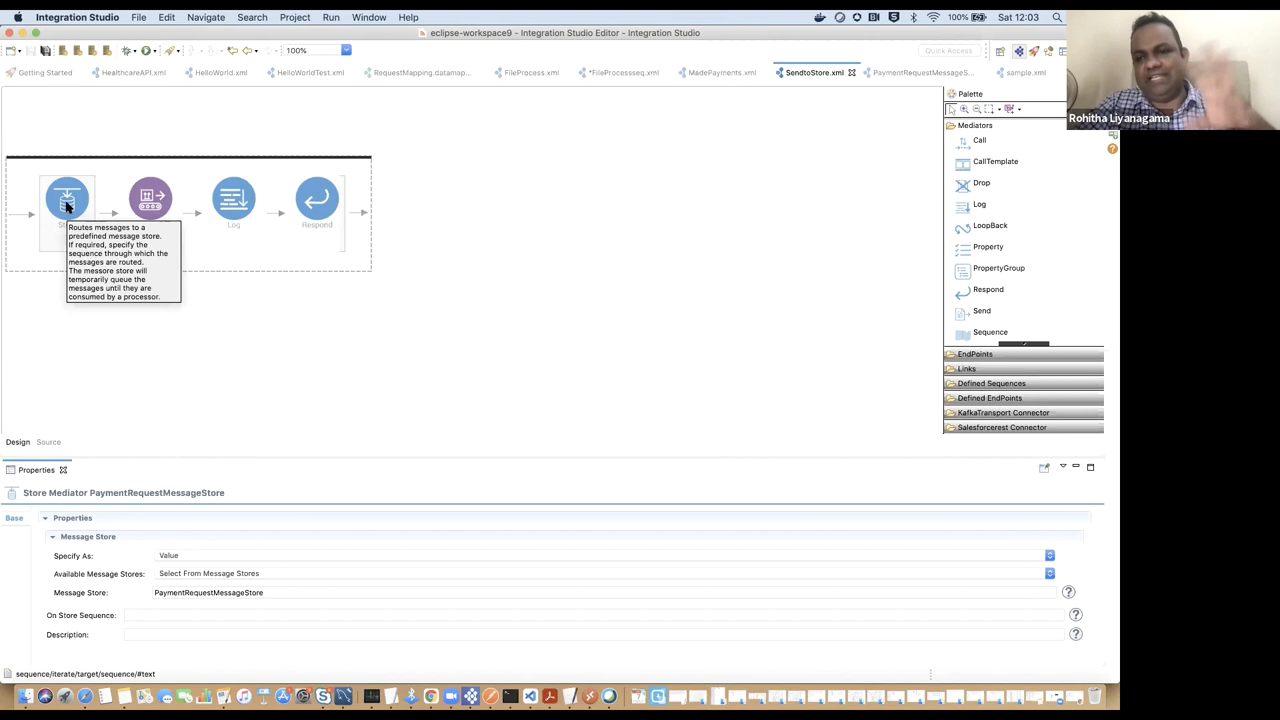 Integration Studio File Edit Navigate Search Project Run Window Help
100% Sat 12:03
eclipse-workspace9 - Integration Studio Editor - Integration Studio
100%
Quick Access
Getting Started HealthcareAPI.xml HelloWorld.xml HelloWorldTest.xml RequestMapping.datamap... FileProcess.xml *FileProcessseq.xml MadePayments.xml SendtoStore.xml PaymentRequestMessageS... sample.xml
Rohitha Liyanagama
Palette
Mediators
Call
CallTemplate
Drop
Log
LoopBack
Property
PropertyGroup
Respond
Send
Sequence
EndPoints
Links
Defined Sequences
Defined EndPoints
KafkaTransport Connector
Salesforcerest Connector
Log Respond
Routes messages to a
predefined message store.
If required, specify the
sequence through which the
messages are routed.
The messore store will
temporarily queue the
messages until they are
consumed by a processor.
Design Source
Properties
Store Mediator PaymentRequestMessageStore
Base Properties
Message Store
Specify As: Value
Available Message Stores: Select From Message Stores
Message Store: PaymentRequestMessageStore
On Store Sequence:
Description:
sequence/iterate/target/sequence/#text